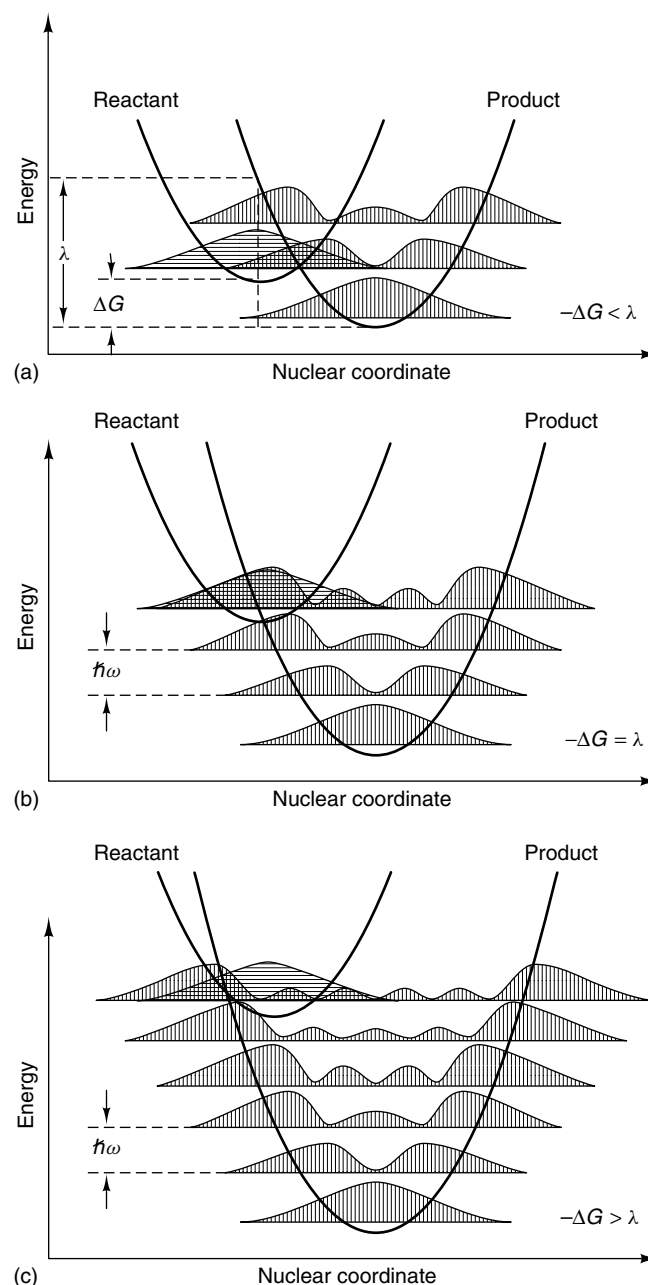 Reactant Product
Energy
λ
ΔG
−ΔG < λ
(a) Nuclear coordinate
Reactant Product
Energy
ℏω
−ΔG = λ
(b) Nuclear coordinate
Reactant Product
Energy
ℏω
−ΔG > λ
(c) Nuclear coordinate